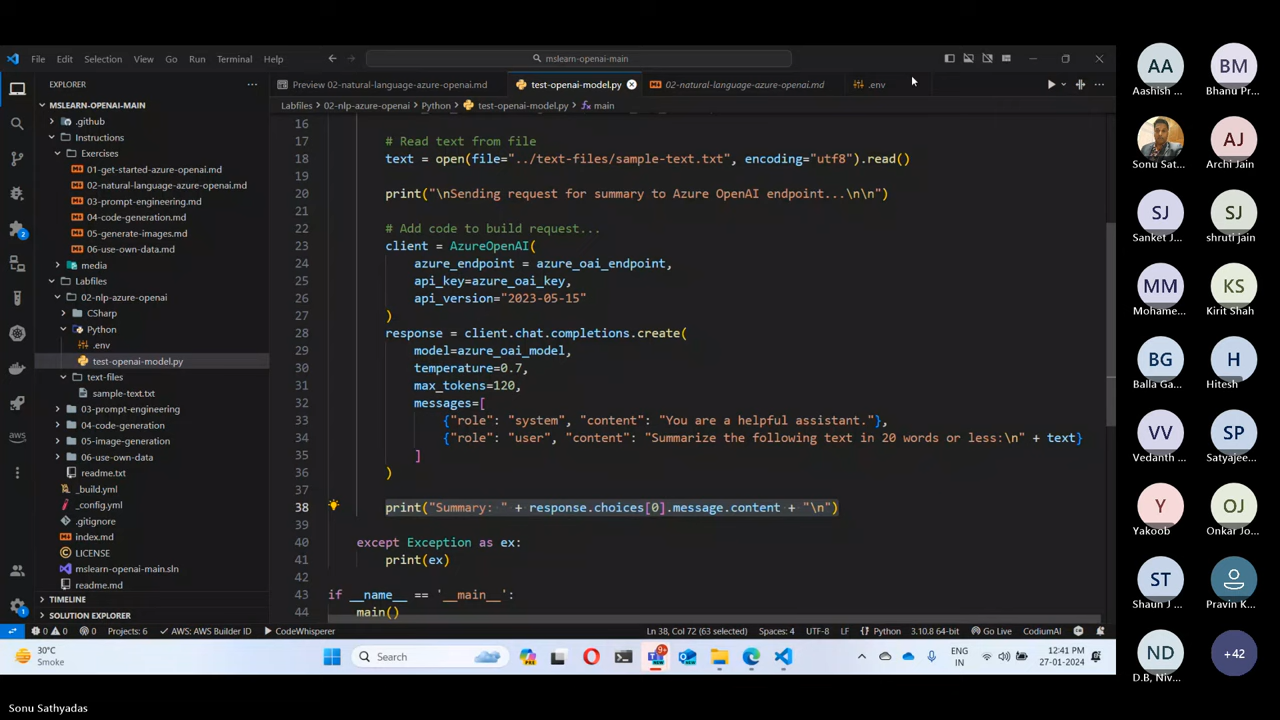 File Edit Selection View Go Run Terminal Help
mslearn-openai-main
EXPLORER
MSLEARN-OPENAI-MAIN
.github
Instructions
Exercises
01-get-started-azure-openai.md
02-natural-language-azure-openai.md
03-prompt-engineering.md
04-code-generation.md
05-generate-images.md
06-use-own-data.md
media
Labfiles
02-nlp-azure-openai
CSharp
Python
.env
test-openai-model.py
text-files
sample-text.txt
03-prompt-engineering
04-code-generation
05-image-generation
06-use-own-data
readme.txt
_build.yml
_config.yml
.gitignore
index.md
LICENSE
mslearn-openai-main.sln
readme.md
TIMELINE
SOLUTION EXPLORER
Preview 02-natural-language-azure-openai.md
test-openai-model.py
02-natural-language-azure-openai.md
.env
Labfiles > 02-nlp-azure-openai > Python > test-openai-model.py > main
16
17 # Read text from file
18 text = open(file="../text-files/sample-text.txt", encoding="utf8").read()
19
20 print("\nSending request for summary to Azure OpenAI endpoint...\n\n")
21
22 # Add code to build request...
23 client = AzureOpenAI(
24 azure_endpoint = azure_oai_endpoint,
25 api_key=azure_oai_key,
26 api_version="2023-05-15"
27 )
28 response = client.chat.completions.create(
29 model=azure_oai_model,
30 temperature=0.7,
31 max_tokens=120,
32 messages=[
33 {"role": "system", "content": "You are a helpful assistant."},
34 {"role": "user", "content": "Summarize the following text in 20 words or less:\n" + text}
35 ]
36 )
37
38 print("Summary: " + response.choices[0].message.content + "\n")
39
40 except Exception as ex:
41 print(ex)
42
43 if __name__ == '__main__':
44 main()
0 0 0 Projects: 6 AWS: AWS Builder ID CodeWhisperer
Ln 38, Col 72 (63 selected) Spaces: 4 UTF-8 LF Python 3.10.8 64-bit Go Live CodiumAI
30°C
Smoke
Search
9+
ENG
IN
12:41 PM
27-01-2024
AA
Aashish ...
BM
Bhanu Pr...
Sonu Sat...
AJ
Archi Jain
SJ
Sanket J...
SJ
shruti jain
MM
Mohame...
KS
Kirit Shah
BG
Balla Ga...
H
Hitesh
VV
Vedanth ...
SP
Satyajee...
Y
Yakoob
OJ
Onkar Jo...
ST
Shaun J ...
Pravin K...
ND
D.B, Niv...
+42
Sonu Sathyadas